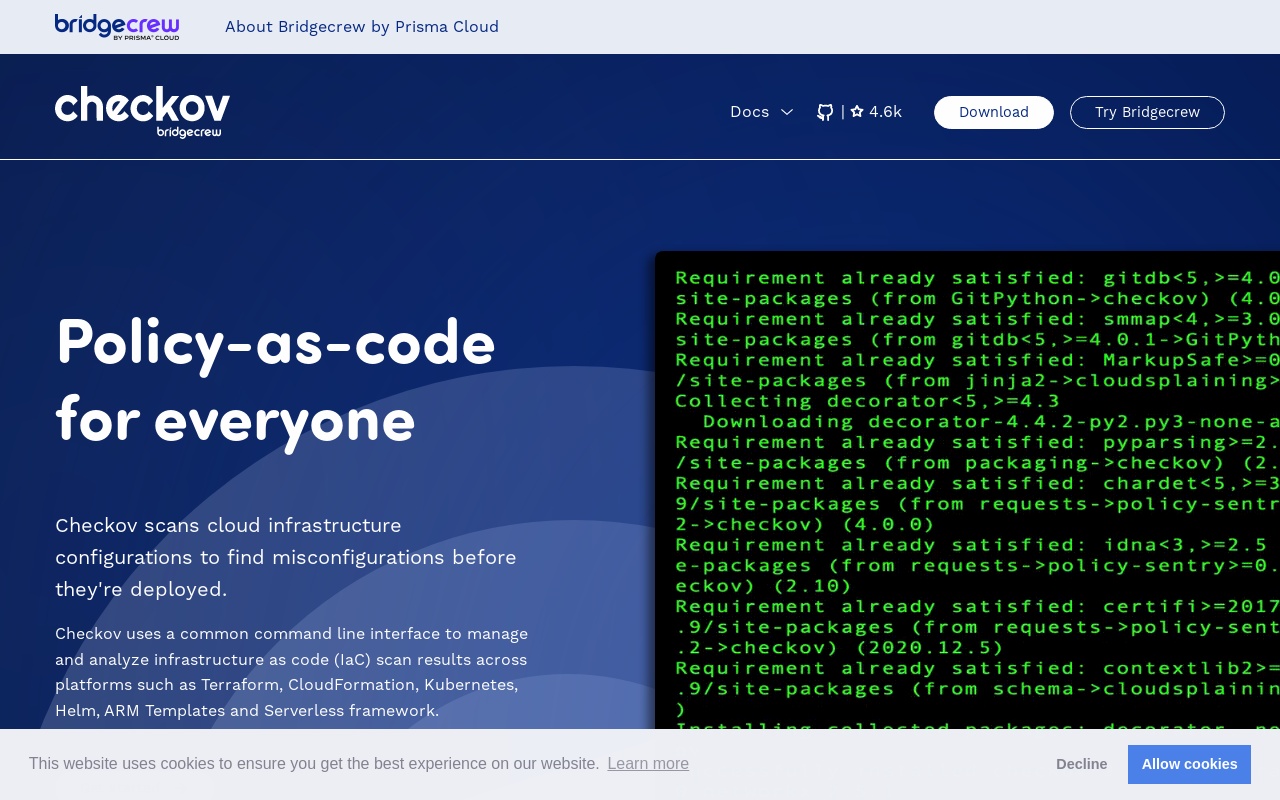 bridgecrew
BY PRISMA® CLOUD
About Bridgecrew by Prisma Cloud
checkov
bridgecrew
Docs
| 4.6k
Download
Try Bridgecrew
Policy-as-code
for everyone
Checkov scans cloud infrastructure
configurations to find misconfigurations before
they're deployed.
Checkov uses a common command line interface to manage
and analyze infrastructure as code (IaC) scan results across
platforms such as Terraform, CloudFormation, Kubernetes,
Helm, ARM Templates and Serverless framework.
Requirement already satisfied: gitdb<5,>=4.0
site-packages (from GitPython->checkov) (4.0
Requirement already satisfied: smmap<4,>=3.0
site-packages (from gitdb<5,>=4.0.1->GitPyth
Requirement already satisfied: MarkupSafe>=0
/site-packages (from jinja2->cloudsplaining>
Collecting decorator<5,>=4.3
Downloading decorator-4.4.2-py2.py3-none-a
Requirement already satisfied: pyparsing>=2.
/site-packages (from packaging->checkov) (2.
Requirement already satisfied: chardet<5,>=3
9/site-packages (from requests->policy-sentr
2->checkov) (4.0.0)
Requirement already satisfied: idna<3,>=2.5
e-packages (from requests->policy-sentry>=0.
eckov) (2.10)
Requirement already satisfied: certifi>=2017
.9/site-packages (from requests->policy-sent
.2->checkov) (2020.12.5)
Requirement already satisfied: contextlib2>=
.9/site-packages (from schema->cloudsplainin
)
Installing collected packages: decorator,
This website uses cookies to ensure you get the best experience on our website. Learn more
Decline
Allow cookies